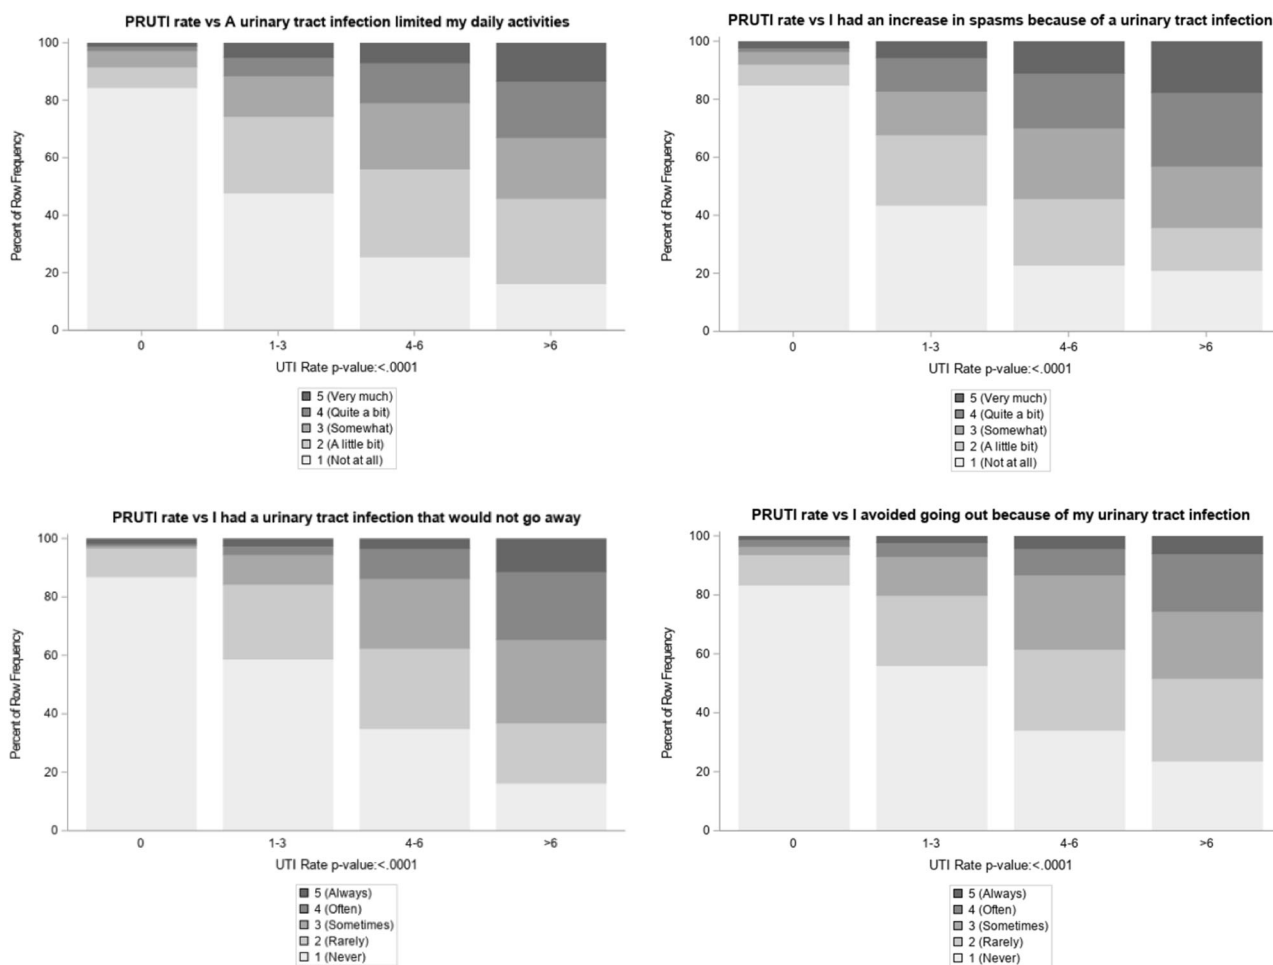 PRUTI rate vs A urinary tract infection limited my daily activities
100
80
60
40
20
0
Percent of Row Frequency
0 1-3 4-6 >6
UTI Rate p-value:<.0001
5 (Very much)
4 (Quite a bit)
3 (Somewhat)
2 (A little bit)
1 (Not at all)
PRUTI rate vs I had an increase in spasms because of a urinary tract infection
100
80
60
40
20
0
Percent of Row Frequency
0 1-3 4-6 >6
UTI Rate p-value:<.0001
5 (Very much)
4 (Quite a bit)
3 (Somewhat)
2 (A little bit)
1 (Not at all)
PRUTI rate vs I had a urinary tract infection that would not go away
100
80
60
40
20
0
Percent of Row Frequency
0 1-3 4-6 >6
UTI Rate p-value:<.0001
5 (Always)
4 (Often)
3 (Sometimes)
2 (Rarely)
1 (Never)
PRUTI rate vs I avoided going out because of my urinary tract infection
100
80
60
40
20
0
Percent of Row Frequency
0 1-3 4-6 >6
UTI Rate p-value:<.0001
5 (Always)
4 (Often)
3 (Sometimes)
2 (Rarely)
1 (Never)